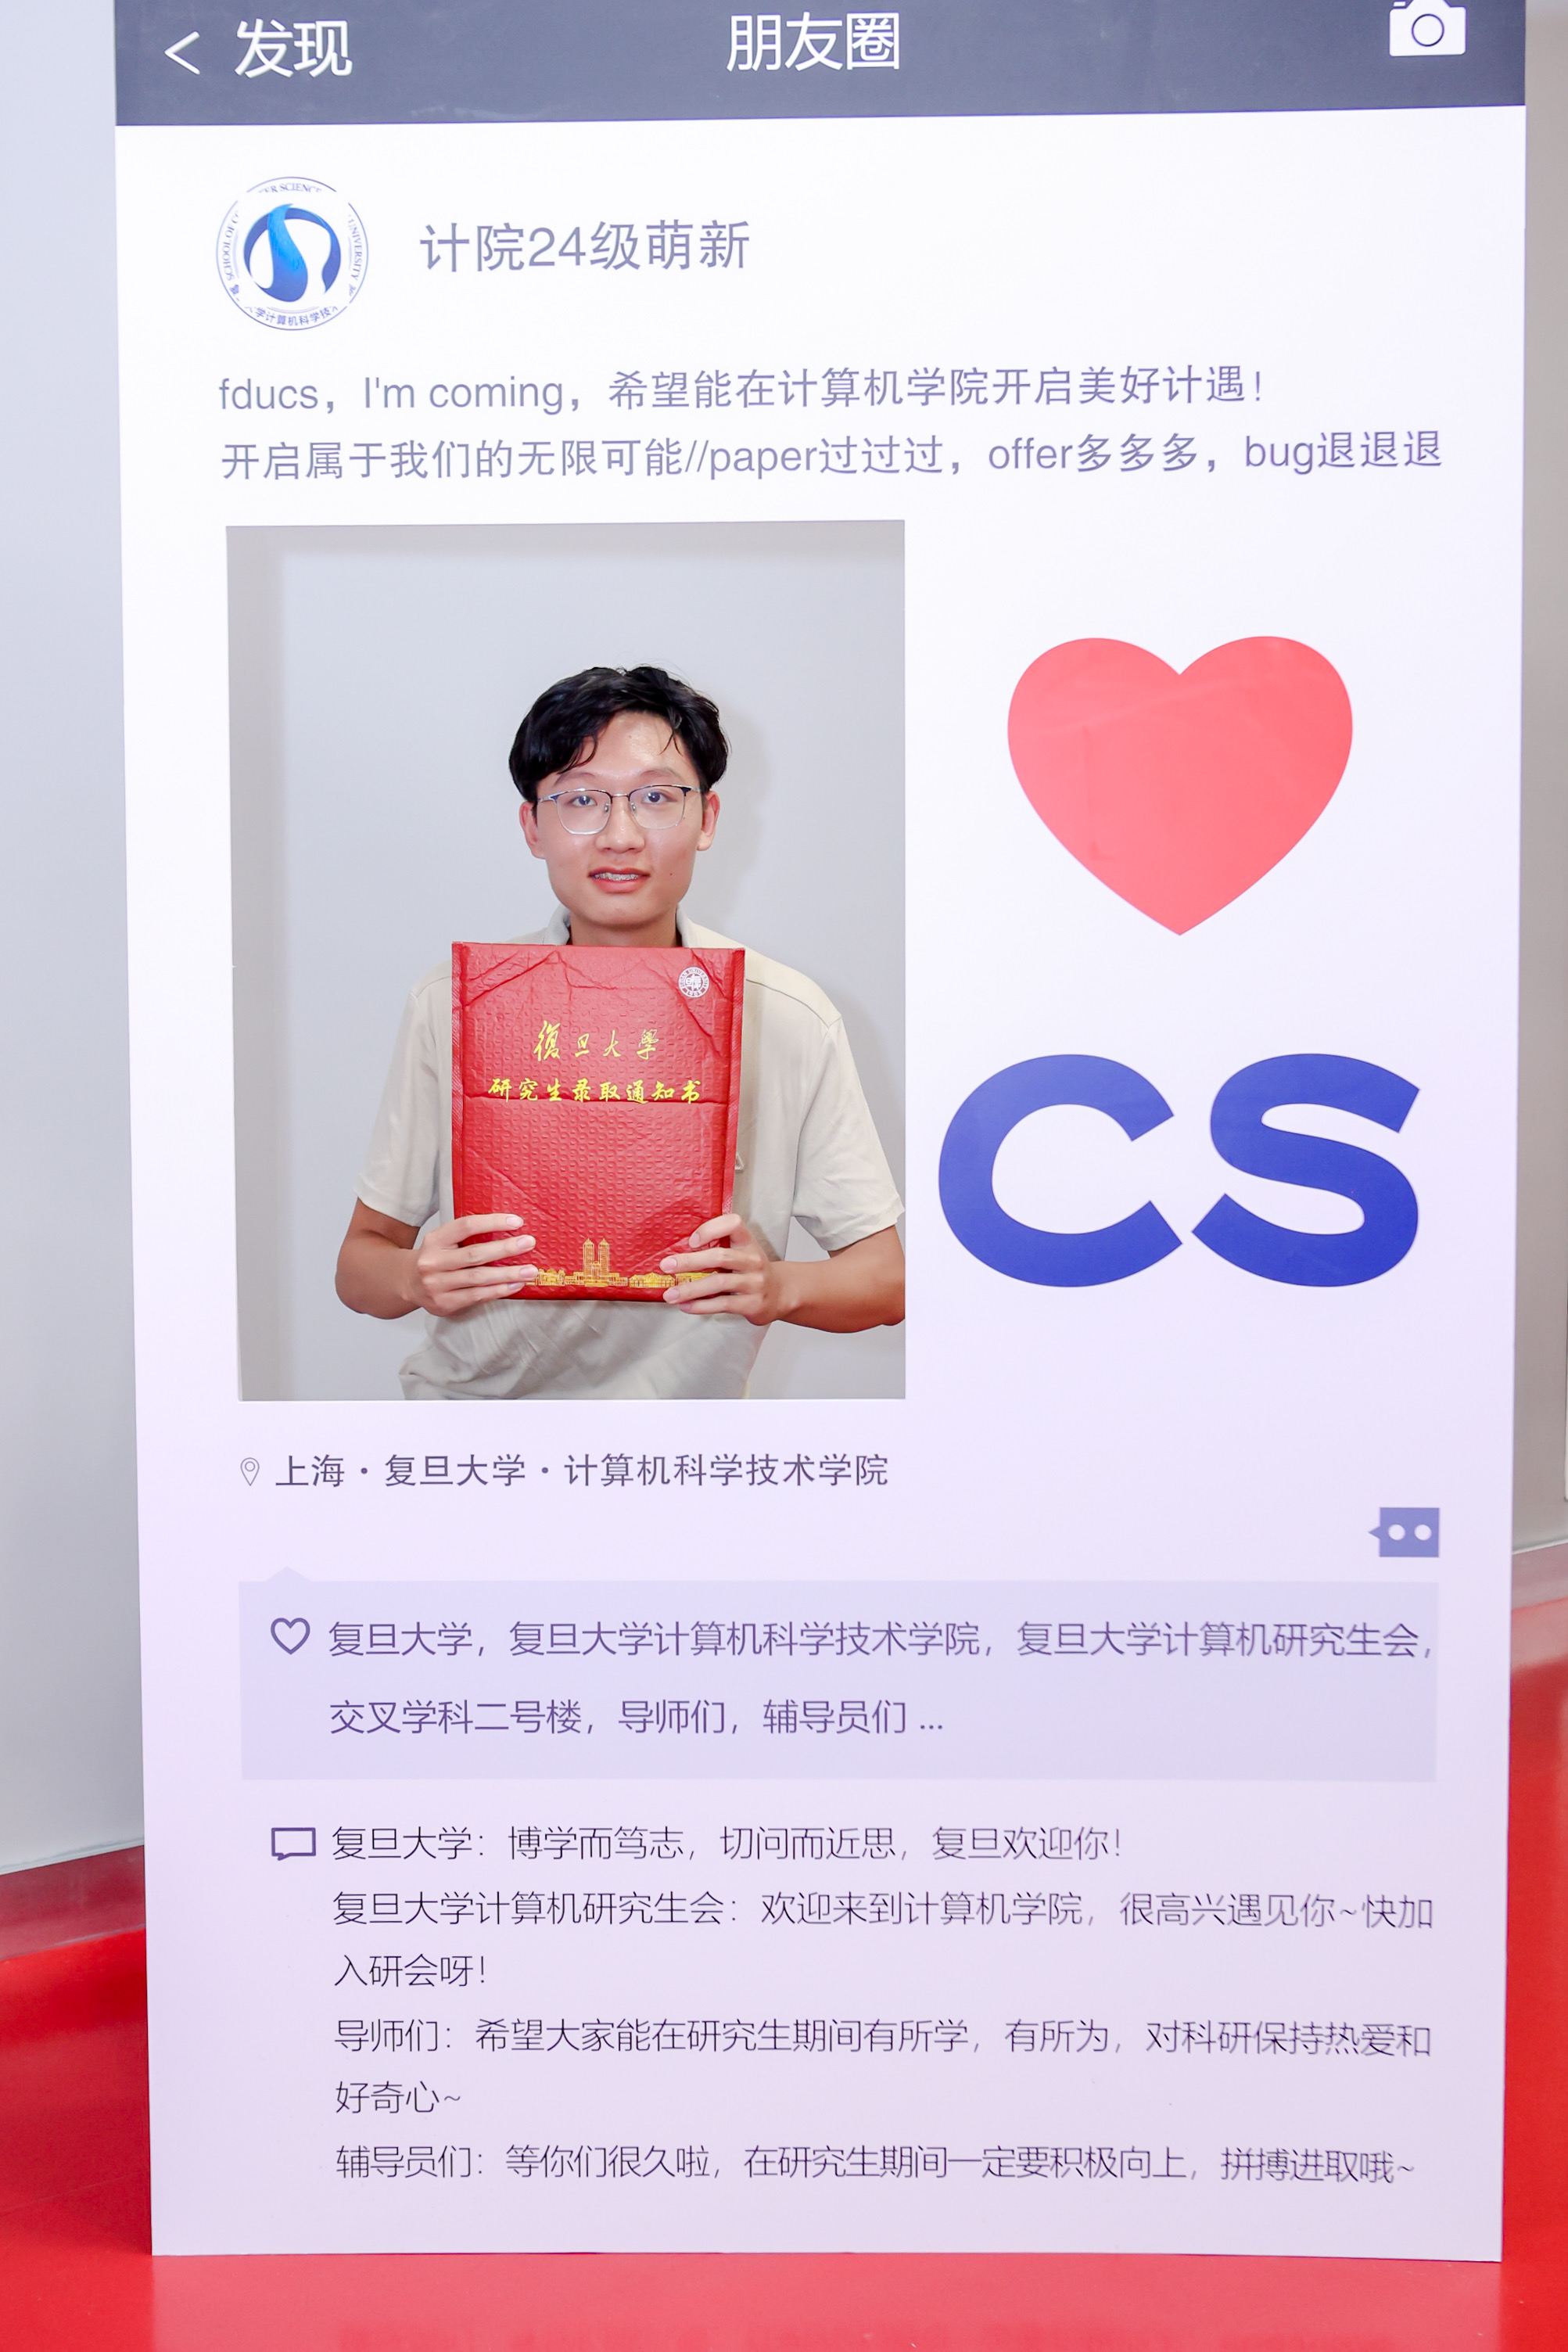 < 发现
朋友圈
计院24级萌新
fducs，I'm coming，希望能在计算机学院开启美好计遇！
开启属于我们的无限可能//paper过过过，offer多多多，bug退退退
復旦大學
研究生录取通知书
CS
上海·复旦大学·计算机科学技术学院
复旦大学，复旦大学计算机科学技术学院，复旦大学计算机研究生会，
交叉学科二号楼，导师们，辅导员们 ...
复旦大学：博学而笃志，切问而近思，复旦欢迎你！
复旦大学计算机研究生会：欢迎来到计算机学院，很高兴遇见你~快加
入研会呀！
导师们：希望大家能在研究生期间有所学，有所为，对科研保持热爱和
好奇心~
辅导员们：等你们很久啦，在研究生期间一定要积极向上，拼搏进取哦~